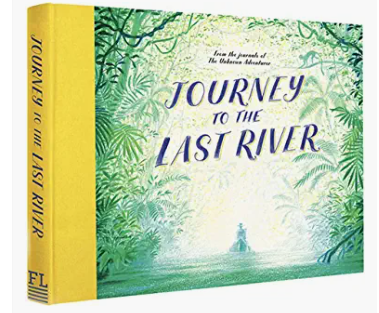 JOURNEY TO THE LAST RIVER
FL
From the journals of
The Unknown Adventurer
JOURNEY
TO THE
LAST RIVER